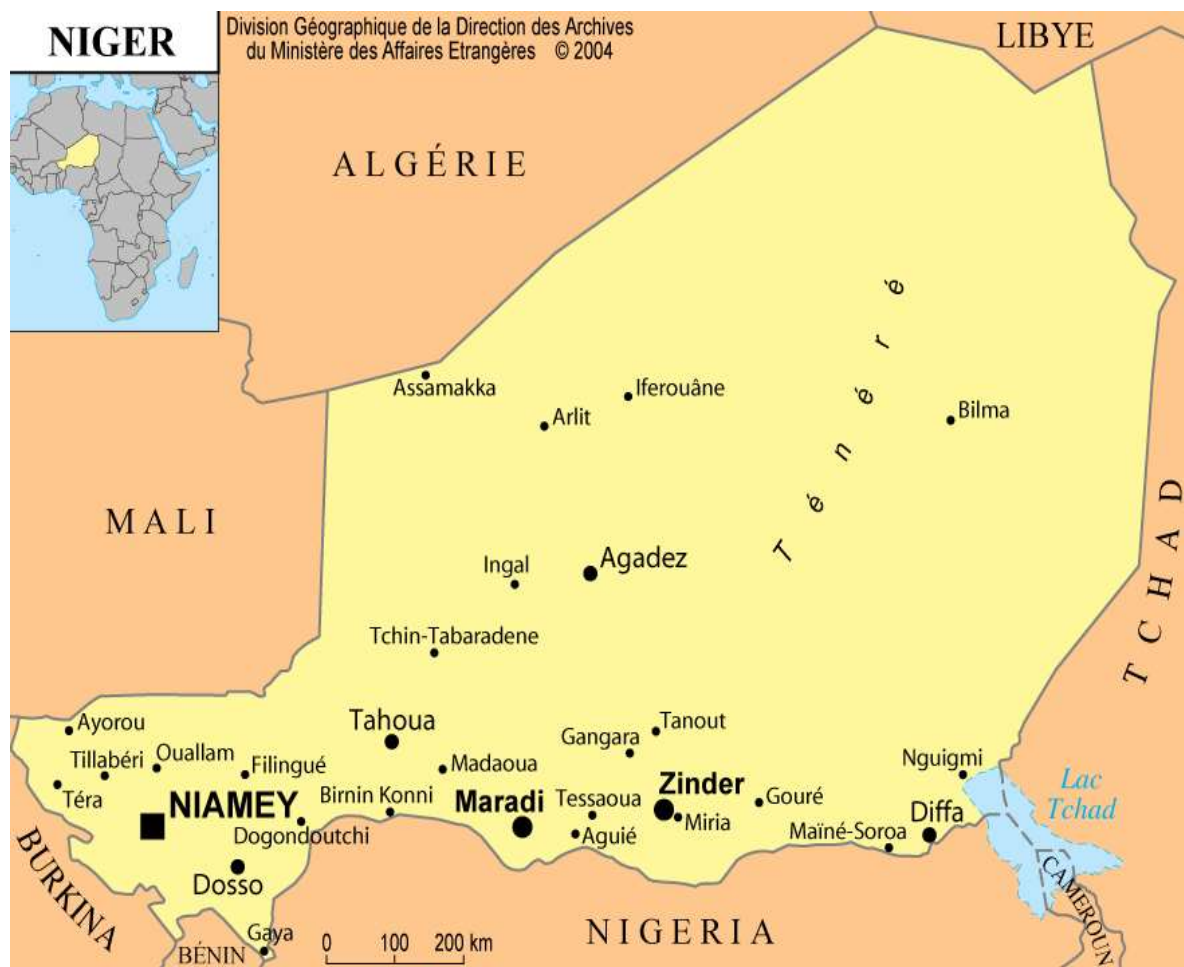 NIGER
Division Géographique de la Direction des Archives
du Ministère des Affaires Etrangères © 2004
LIBYE
ALGÉRIE
Ténéré
Assamakka
Iferouâne
Arlit
Bilma
MALI
TCHAD
Ingal
Agadez
Tchin-Tabaradene
Ayorou
Tahoua
Tanout
Gangara
Nguigmi
Tillabéri
Ouallam
Filingué
Madaoua
Lac
Tchad
Téra
NIAMEY
Birnin Konni
Maradi
Tessaoua
Zinder
Gouré
Diffa
Dogondoutchi
Aguié
Miria
Maïné-Soroa
BURKINA
Dosso
CAMEROUN
Gaya
BÉNIN
0 100 200 km
NIGERIA